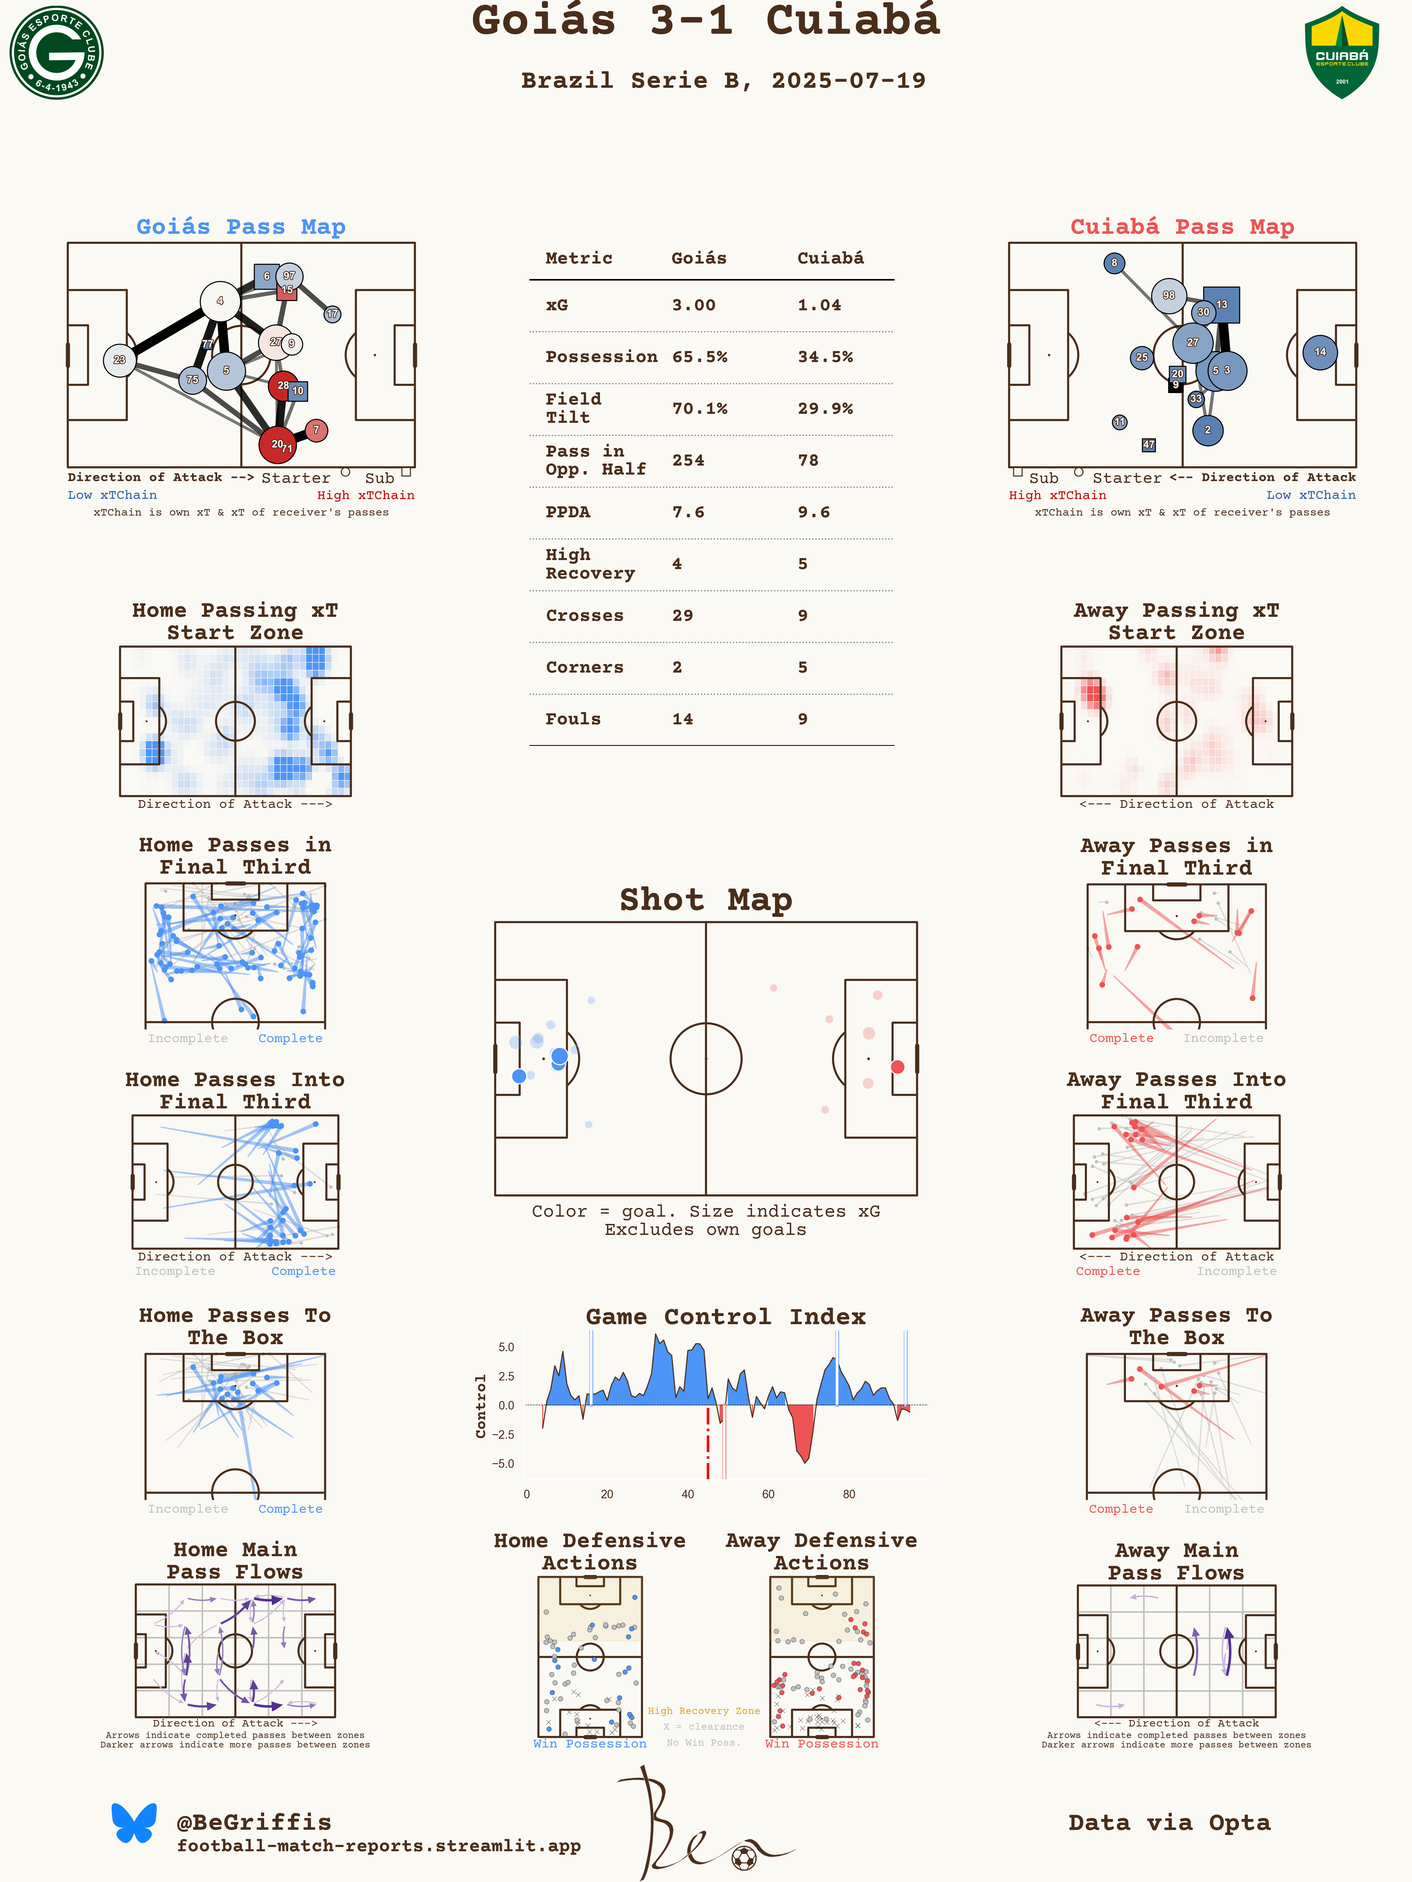 Goiás 3-1 Cuiabá
Brazil Serie B, 2025-07-19
GOIÁS ESPORTE CLUBE
G
6-4-1943
CUIABÁ
ESPORTE CLUBE
2001
Goiás Pass Map
6
97
15
4
17
77
27
9
23
5
75
28
10
7
20
71
Direction of Attack --> Starter Sub
Low xTChain High xTChain
xTChain is own xT & xT of receiver's passes
Metric Goiás Cuiabá
xG 3.00 1.04
Possession 65.5% 34.5%
Field
Tilt 70.1% 29.9%
Pass in
Opp. Half 254 78
PPDA 7.6 9.6
High
Recovery 4 5
Crosses 29 9
Corners 2 5
Fouls 14 9
Cuiabá Pass Map
8
98
13
30
27
25
14
20
5
3
9
33
11
2
47
Sub Starter <-- Direction of Attack
High xTChain Low xTChain
xTChain is own xT & xT of receiver's passes
Home Passing xT
Start Zone
Direction of Attack --->
Away Passing xT
Start Zone
<--- Direction of Attack
Home Passes in
Final Third
Incomplete Complete
Away Passes in
Final Third
Complete Incomplete
Shot Map
Color = goal. Size indicates xG
Excludes own goals
Home Passes Into
Final Third
Direction of Attack --->
Incomplete Complete
Away Passes Into
Final Third
<--- Direction of Attack
Complete Incomplete
Home Passes To
The Box
Incomplete Complete
Game Control Index
Control
5.0
2.5
0.0
−2.5
−5.0
0 20 40 60 80
Away Passes To
The Box
Complete Incomplete
Home Main
Pass Flows
Direction of Attack --->
Arrows indicate completed passes between zones
Darker arrows indicate more passes between zones
Home Defensive
Actions
Win Possession
Away Defensive
Actions
Win Possession
High Recovery Zone
X = clearance
No Win Poss.
Away Main
Pass Flows
<--- Direction of Attack
Arrows indicate completed passes between zones
Darker arrows indicate more passes between zones
@BeGriffis
football-match-reports.streamlit.app
Ben
Data via Opta